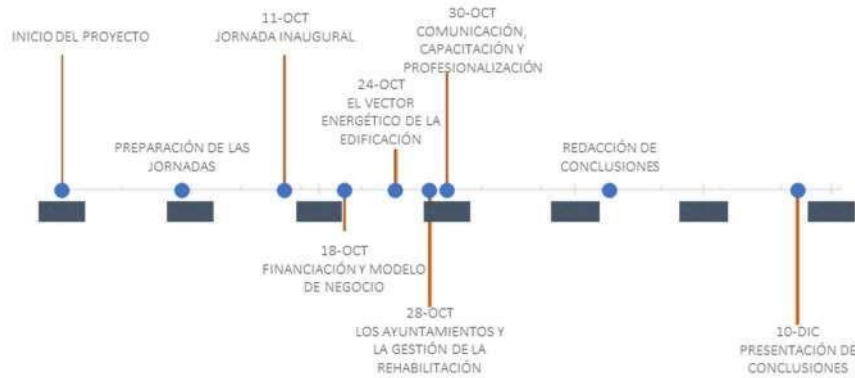 INICIO DEL PROYECTO
PREPARACIÓN DE LAS
JORNADAS
11-OCT
JORNADA INAUGURAL
18-OCT
FINANCIACIÓN Y MODELO
DE NEGOCIO
24-OCT
EL VECTOR
ENERGÉTICO DE LA
EDIFICACIÓN
28-OCT
LOS AYUNTAMIENTOS Y
LA GESTIÓN DE LA
REHABILITACIÓN
30-OCT
COMUNICACIÓN,
CAPACITACIÓN Y
PROFESIONALIZACIÓN
REDACCIÓN DE
CONCLUSIONES
10-DIC
PRESENTACIÓN DE
CONCLUSIONES